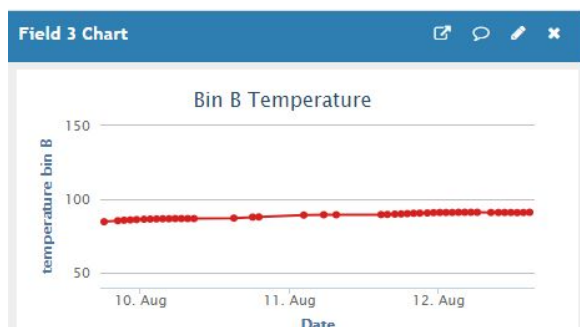 Field 3 Chart
Bin B Temperature
temperature bin B
150
100
50
10. Aug
11. Aug
12. Aug
Date